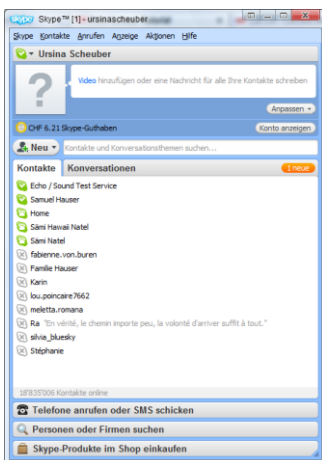 Skype™ [1] - ursinascheuber
Skype Kontakte Anrufen Anzeige Aktionen Hilfe
Ursina Scheuber
?
Video hinzufügen oder eine Nachricht für alle Ihre Kontakte schreiben
Anpassen
CHF 6.21 Skype-Guthaben
Konto anzeigen
Neu
Kontakte und Konversationsthemen suchen...
Kontakte Konversationen 1 neue
Echo / Sound Test Service
Samuel Hauser
Home
Sämi Hawaii Natel
Sämi Natel
fabienne.von.buren
Familie Hauser
Karin
lou.poincaire7662
meletta.romana
Ra "En vérité, le chemin importe peu, la volonté d'arriver suffit à tout."
silvia_bluesky
Stéphanie
18'835'006 Kontakte online
Telefone anrufen oder SMS schicken
Personen oder Firmen suchen
Skype-Produkte im Shop einkaufen